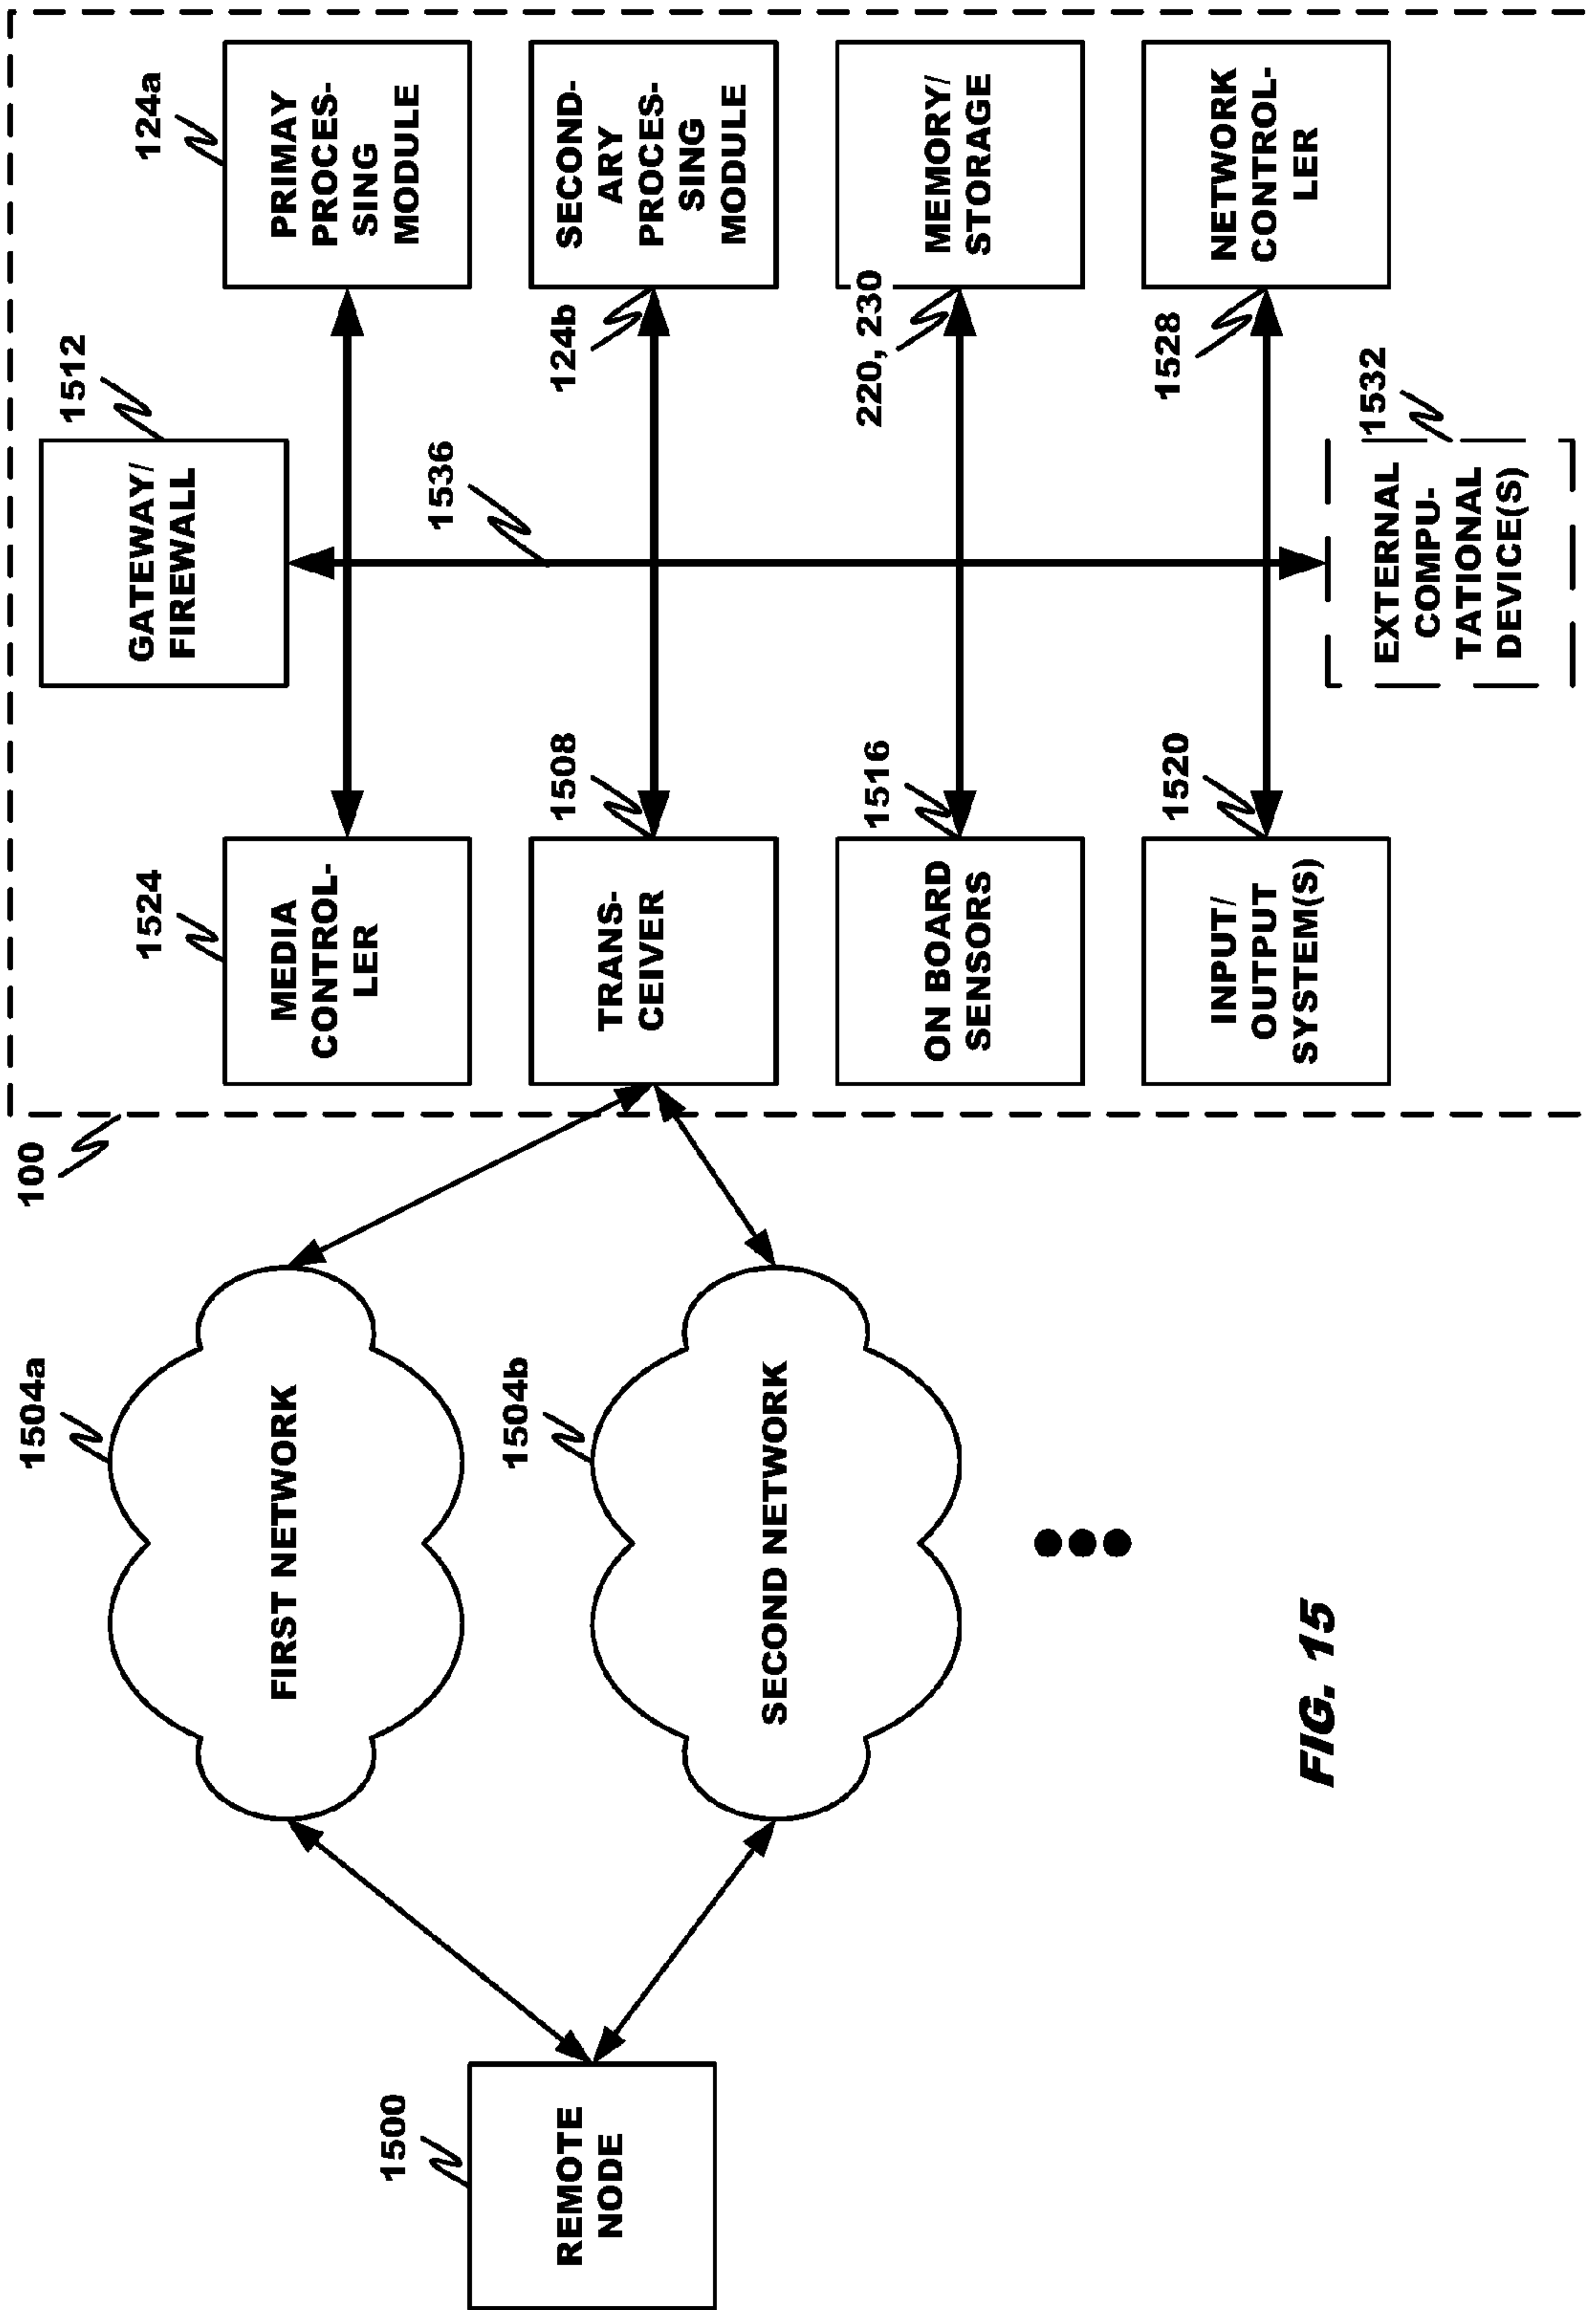 1500
REMOTE
NODE
1504a
FIRST NETWORK
1504b
SECOND NETWORK
100
1524
MEDIA
CONTROL-
LER
1508
TRANS-
CEIVER
1516
ON BOARD
SENSORS
1520
INPUT/
OUTPUT
SYSTEM(S)
1512
GATEWAY/
FIREWALL
1536
1532
EXTERNAL
COMPU-
TATIONAL
DEVICE(S)
124a
PRIMAY
PROCES-
SING
MODULE
124b
SECOND-
ARY
PROCES-
SING
MODULE
220, 230
MEMORY/
STORAGE
1528
NETWORK
CONTROL-
LER
FIG. 15